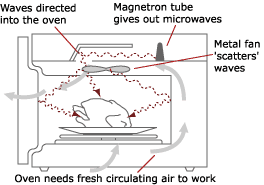 Waves directed
into the oven
Magnetron tube
gives out microwaves
Metal fan
'scatters'
waves
Oven needs fresh circulating air to work